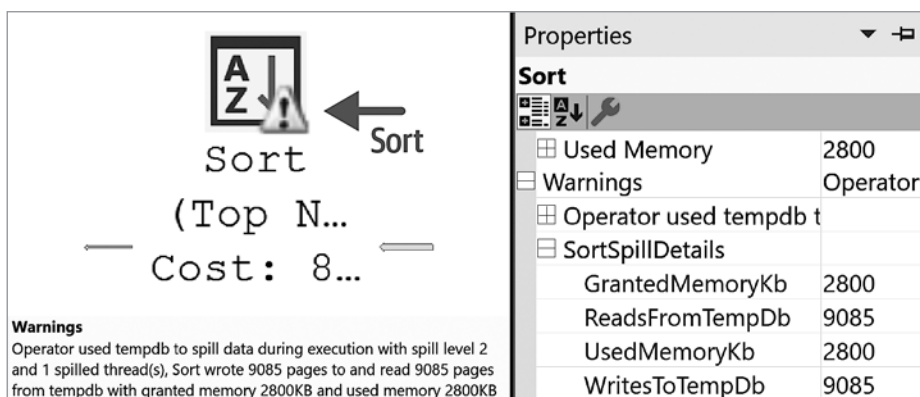 A
Z
Sort
Sort
(Top N…
Cost: 8…
Warnings
Operator used tempdb to spill data during execution with spill level 2
and 1 spilled thread(s), Sort wrote 9085 pages to and read 9085 pages
from tempdb with granted memory 2800KB and used memory 2800KB
Properties
Sort
A
Z
Used Memory 2800
Warnings Operator
Operator used tempdb t
SortSpillDetails
GrantedMemoryKb 2800
ReadsFromTempDb 9085
UsedMemoryKb 2800
WritesToTempDb 9085